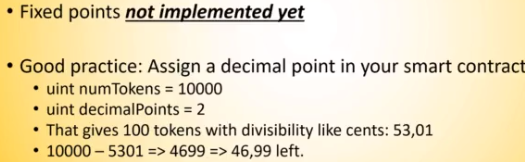 • Fixed points not implemented yet
• Good practice: Assign a decimal point in your smart contract
• uint numTokens = 10000
• uint decimalPoints = 2
• That gives 100 tokens with divisibility like cents: 53,01
• 10000 – 5301 => 4699 => 46,99 left.